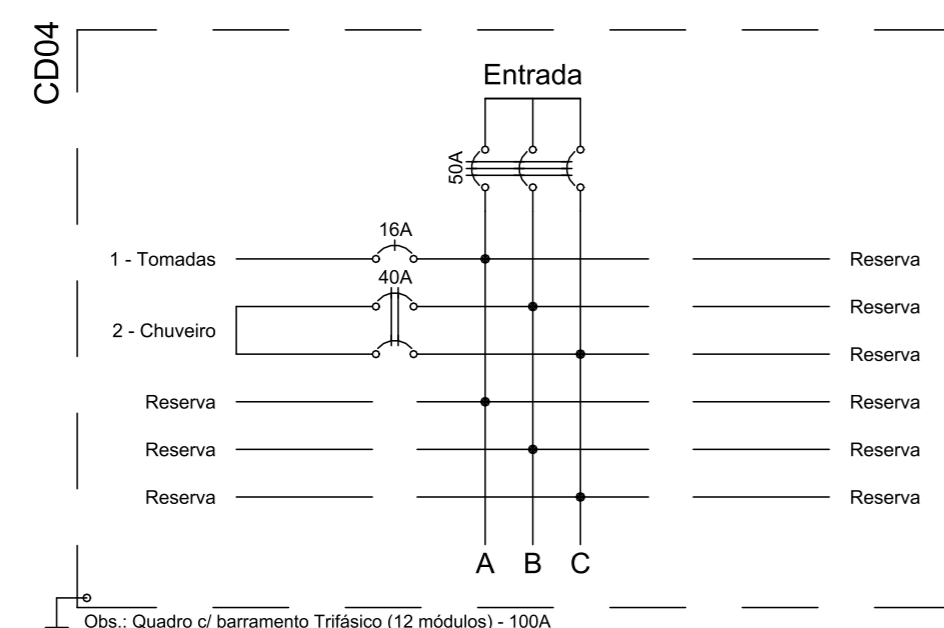 CD04
Entrada
50A
16A
1 - Tomadas
Reserva
40A
Reserva
2 - Chuveiro
Reserva
Reserva
Reserva
Reserva
Reserva
Reserva
Reserva
A B C
Obs.: Quadro c/ barramento Trifásico (12 módulos) - 100A